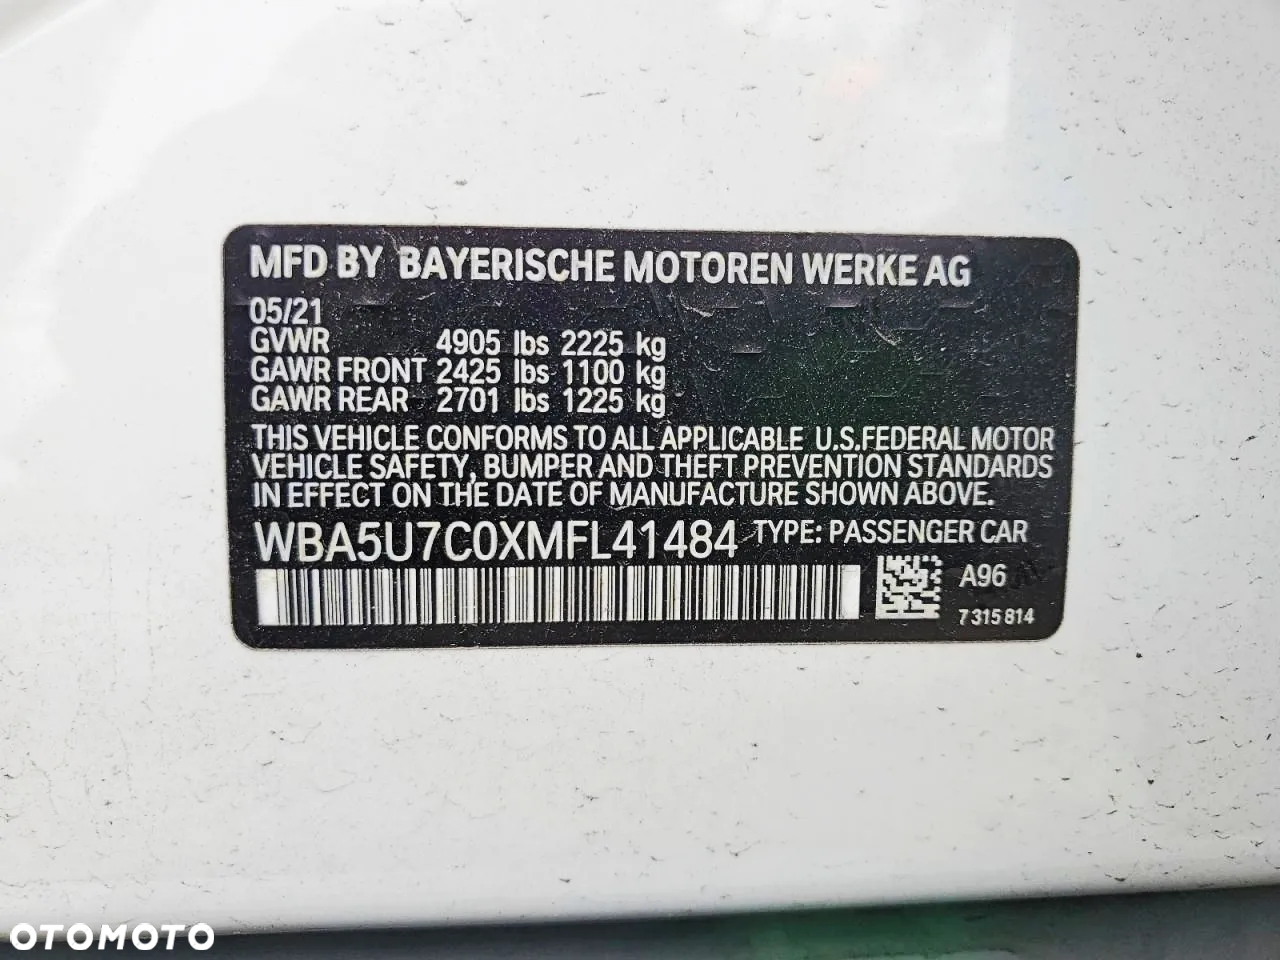 MFD BY BAYERISCHE MOTOREN WERKE AG
05/21
GVWR 4905 lbs 2225 kg
GAWR FRONT 2425 lbs 1100 kg
GAWR REAR 2701 lbs 1225 kg
THIS VEHICLE CONFORMS TO ALL APPLICABLE U.S.FEDERAL MOTOR
VEHICLE SAFETY, BUMPER AND THEFT PREVENTION STANDARDS
IN EFFECT ON THE DATE OF MANUFACTURE SHOWN ABOVE.
WBA5U7C0XMFL41484 TYPE: PASSENGER CAR
A96
7 315 814
OTOMOTO